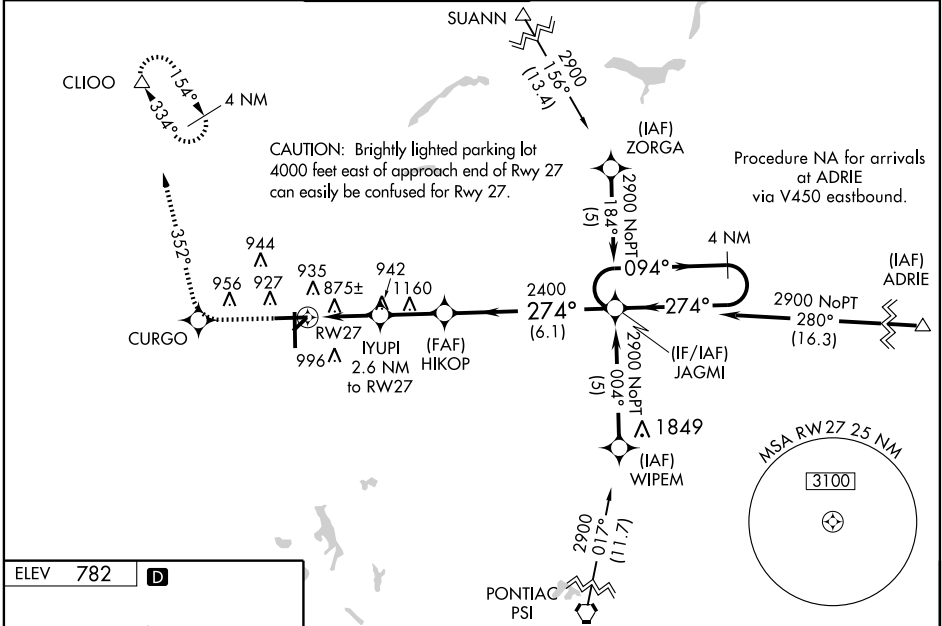 SUANN
2900
156°
(13.4)
CLIOO
154°
334°
4 NM
CAUTION: Brightly lighted parking lot
4000 feet east of approach end of Rwy 27
can easily be confused for Rwy 27.
(IAF)
ZORGA
Procedure NA for arrivals
at ADRIE
via V450 eastbound.
2900 NoPT
184°
(5)
4 NM
094°
352°
944
956
927
935
875±
942
1160
2400
274°
(6.1)
274°
(IAF)
ADRIE
2900 NoPT
280°
(16.3)
CURGO
RW27
996
IYUPI
2.6 NM
to RW27
(FAF)
HIKOP
(IF/IAF)
JAGMI
2900 NoPT
004°
(5)
1849
(IAF)
WIPEM
MSA RW27 25 NM
3100
2900
017°
(11.7)
PONTIAC
PSI
ELEV 782 D